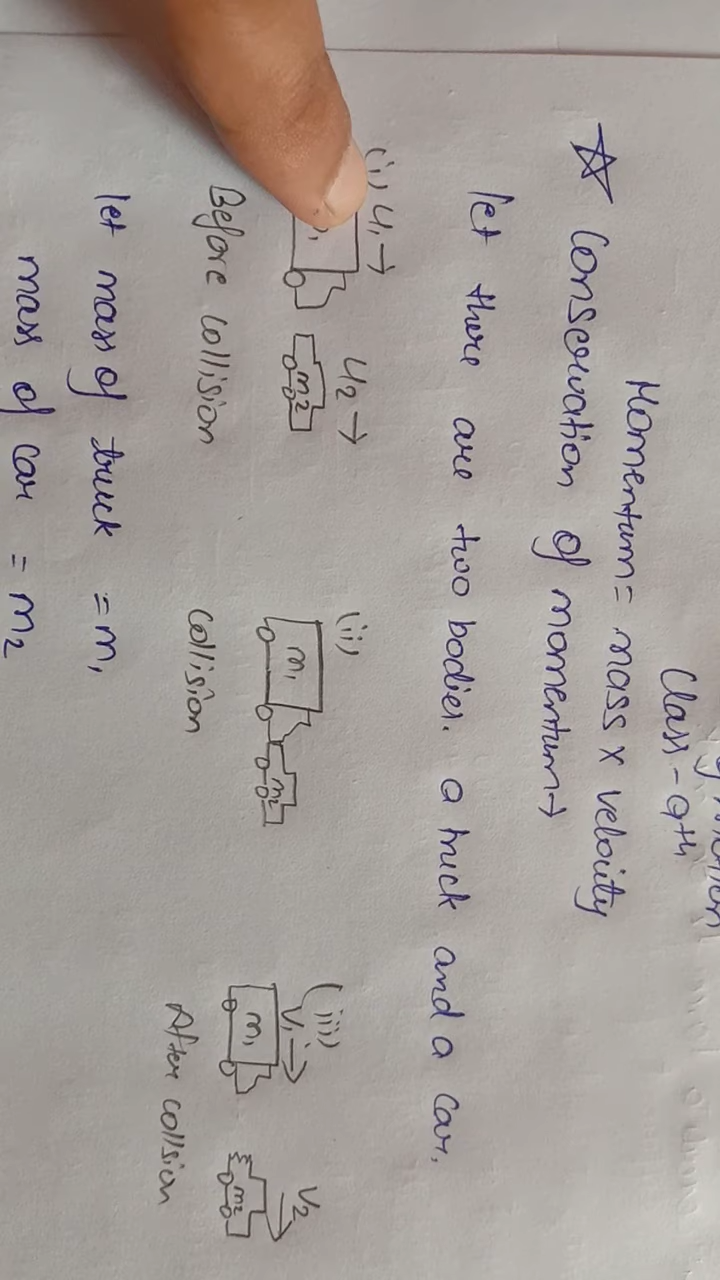 Class - 9th
Momentum = mass x velocity
☆ Conservation of momentum →
let there are two bodies. a truck and a car.
(i) U₁ → U₂ → (ii) (iii) V₁ → V₂
m₂ m₁ m₂ m₁ m₂
Before collision collision After collsion
let mass of truck = m₁
mass of car = m₂